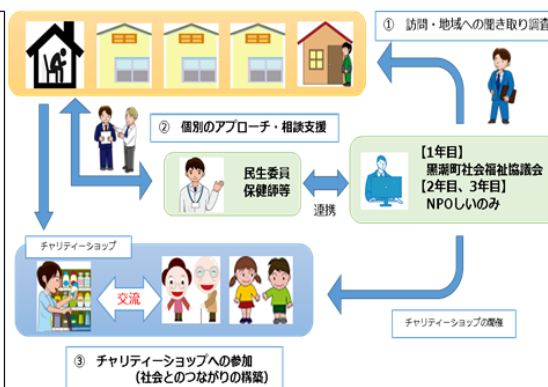 ① 訪問・地域への聞き取り調査
② 個別のアプローチ・相談支援
民生委員
保健師等
連携
【1年目】
黒潮町社会福祉協議会
【2年目、3年目】
NPOしいのみ
チャリティーショップ
交流
チャリティーショップの開催
③ チャリティーショップへの参加
(社会とのつながりの構築)